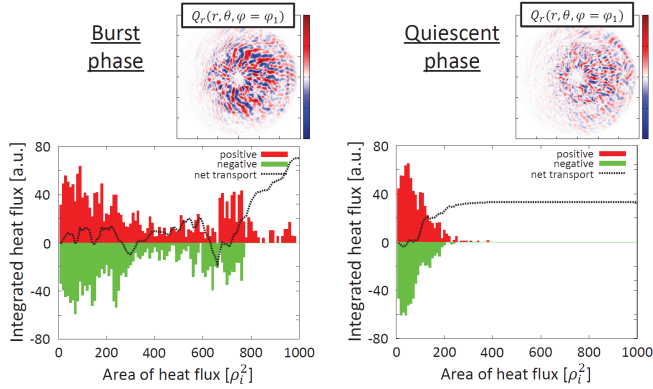 Burst
phase
Q_r(r, θ, φ = φ_1)
Integrated heat flux [a.u.]
80
40
0
-40
-80
positive
negative
net transport
0 200 400 600 800 1000
Area of heat flux [ρ_i^2]
Quiescent
phase
Q_r(r, θ, φ = φ_1)
Integrated heat flux [a.u.]
80
40
0
-40
-80
positive
negative
net transport
0 200 400 600 800 1000
Area of heat flux [ρ_i^2]